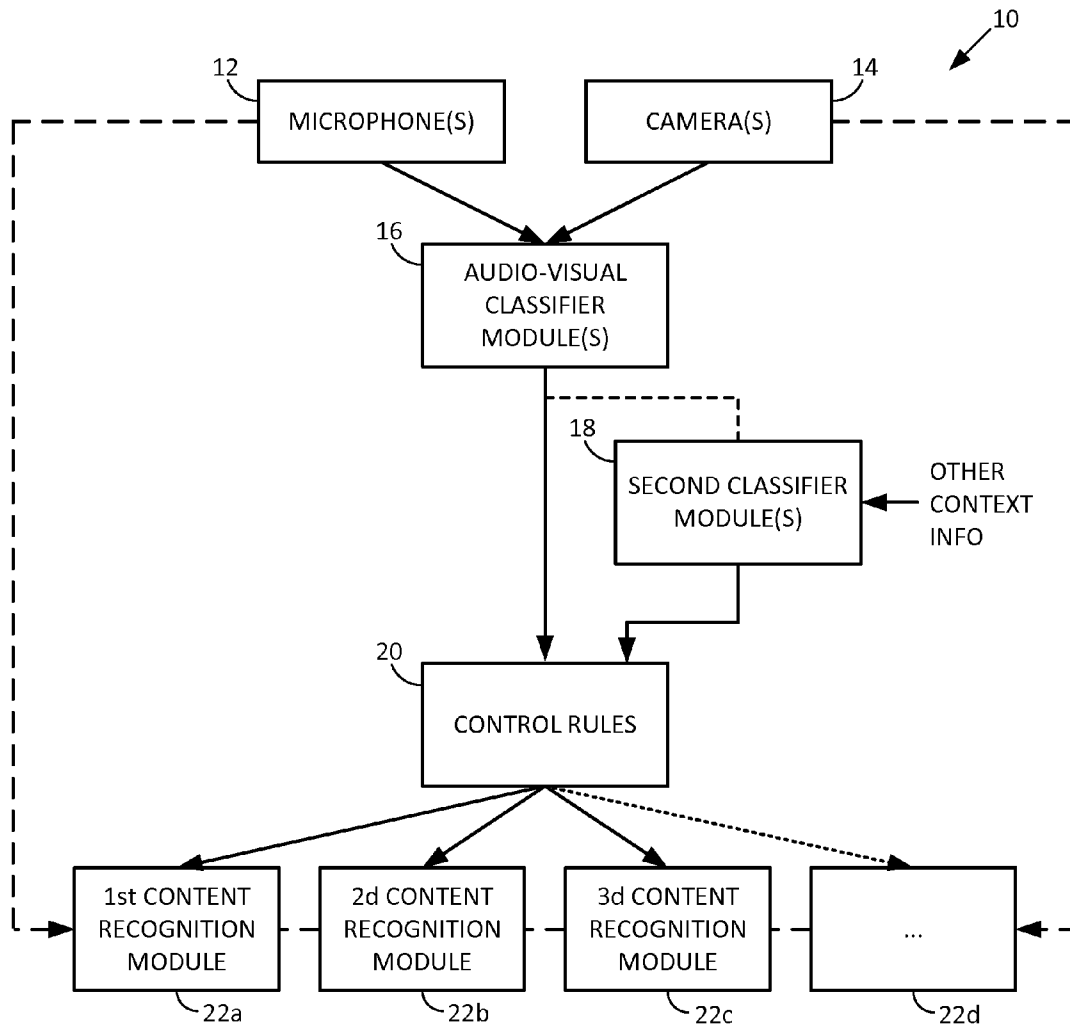 10
12
14
MICROPHONE(S)
CAMERA(S)
16
AUDIO-VISUAL
CLASSIFIER
MODULE(S)
18
SECOND CLASSIFIER
MODULE(S)
OTHER
CONTEXT
INFO
20
CONTROL RULES
1st CONTENT
RECOGNITION
MODULE
2d CONTENT
RECOGNITION
MODULE
3d CONTENT
RECOGNITION
MODULE
...
22a
22b
22c
22d